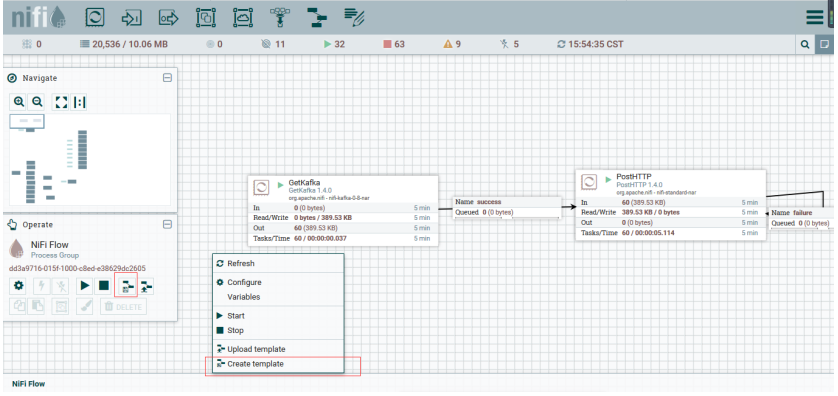 nifi
0 20,536 / 10.06 MB 0 11 32 63 9 5 15:54:35 CST
Navigate
Operate
NiFi Flow
Process Group
dd3a9716-015f-1000-c8ed-e38629dc2605
DELETE
GetKafka
GetKafka 1.4.0
org.apache.nifi - nifi-kafka-0-8-nar
In 0 (0 bytes) 5 min
Read/Write 0 bytes / 389.53 KB 5 min
Out 60 (389.53 KB) 5 min
Tasks/Time 60 / 00:00:00.037 5 min
Name success
Queued 0 (0 bytes)
PostHTTP
PostHTTP 1.4.0
org.apache.nifi - nifi-standard-nar
In 60 (389.53 KB) 5 min
Read/Write 389.53 KB / 0 bytes 5 min
Out 0 (0 bytes) 5 min
Tasks/Time 60 / 00:00:05.114 5 min
Name failure
Queued 0 (0 bytes)
Refresh
Configure
Variables
Start
Stop
Upload template
Create template
NiFi Flow